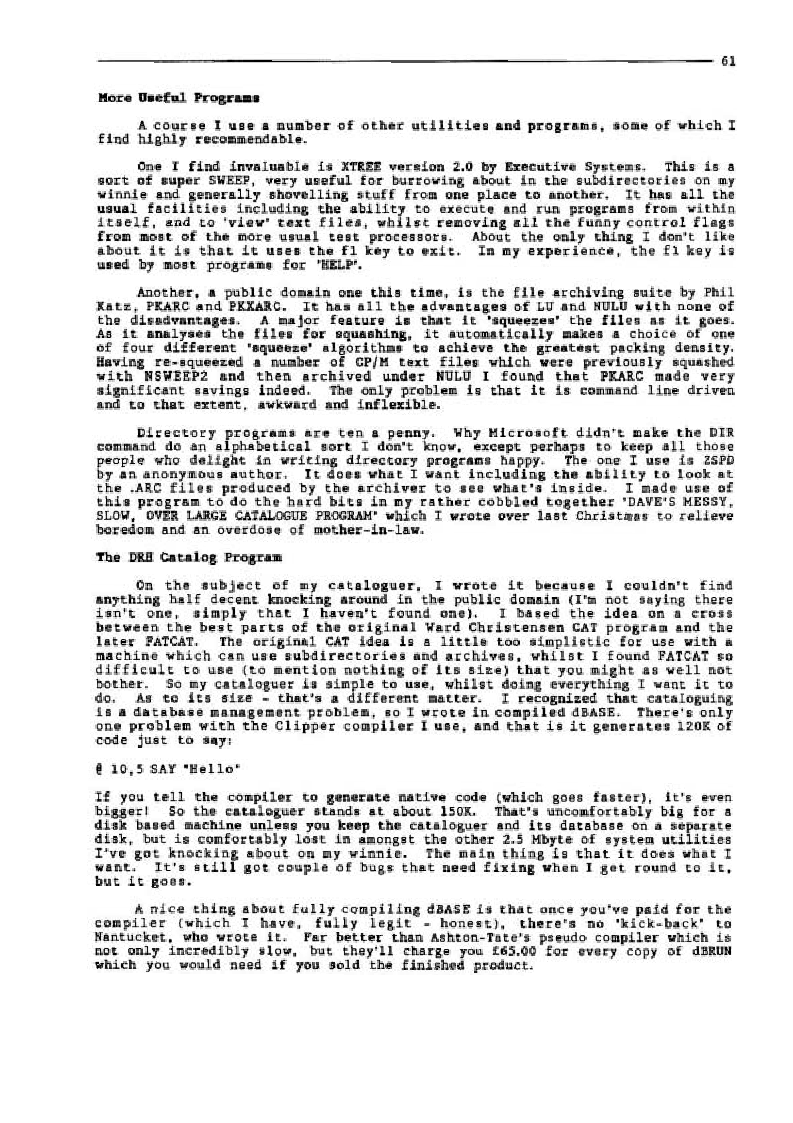 61
More Useful Programs
A course I use a number of other utilities and programs, some of which I
find highly recommendable.
One I find invaluable is XTREE version 2.0 by Executive Systems. This is a
sort of super SWEEP, very useful for burrowing about in the subdirectories on my
winnie and generally shovelling stuff from one place to another. It has all the
usual facilities including the ability to execute and run programs from within
itself, and to 'view' text files, whilst removing all the funny control flags
from most of the more usual test processors. About the only thing I don't like
about it is that it uses the f1 key to exit. In my experience, the f1 key is
used by most programs for 'HELP'.
Another, a public domain one this time, is the file archiving suite by Phil
Katz, PKARC and PKXARC. It has all the advantages of LU and NULU with none of
the disadvantages. A major feature is that it 'squeezes' the files as it goes.
As it analyses the files for squashing, it automatically makes a choice of one
of four different 'squeeze' algorithms to achieve the greatest packing density.
Having re-squeezed a number of CP/M text files which were previously squashed
with NSWEEP2 and then archived under NULU I found that PKARC made very
significant savings indeed. The only problem is that it is command line driven
and to that extent, awkward and inflexible.
Directory programs are ten a penny. Why Microsoft didn't make the DIR
command do an alphabetical sort I don't know, except perhaps to keep all those
people who delight in writing directory programs happy. The one I use is ZSPD
by an anonymous author. It does what I want including the ability to look at
the .ARC files produced by the archiver to see what's inside. I made use of
this program to do the hard bits in my rather cobbled together 'DAVE'S MESSY,
SLOW, OVER LARGE CATALOGUE PROGRAM' which I wrote over last Christmas to relieve
boredom and an overdose of mother-in-law.
The DRH Catalog Program
On the subject of my cataloguer, I wrote it because I couldn't find
anything half decent knocking around in the public domain (I'm not saying there
isn't one, simply that I haven't found one). I based the idea on a cross
between the best parts of the original Ward Christensen CAT program and the
later FATCAT. The original CAT idea is a little too simplistic for use with a
machine which can use subdirectories and archives, whilst I found FATCAT so
difficult to use (to mention nothing of its size) that you might as well not
bother. So my cataloguer is simple to use, whilst doing everything I want it to
do. As to its size - that's a different matter. I recognized that cataloguing
is a database management problem, so I wrote in compiled dBASE. There's only
one problem with the Clipper compiler I use, and that is it generates 120K of
code just to say:
@ 10,5 SAY "Hello"
If you tell the compiler to generate native code (which goes faster), it's even
bigger! So the cataloguer stands at about 150K. That's uncomfortably big for a
disk based machine unless you keep the cataloguer and its database on a separate
disk, but is comfortably lost in amongst the other 2.5 Mbyte of system utilities
I've got knocking about on my winnie. The main thing is that it does what I
want. It's still got couple of bugs that need fixing when I get round to it,
but it goes.
A nice thing about fully compiling dBASE is that once you've paid for the
compiler (which I have, fully legit - honest), there's no 'kick-back' to
Nantucket, who wrote it. Far better than Ashton-Tate's pseudo compiler which is
not only incredibly slow, but they'll charge you £65.00 for every copy of dBRUN
which you would need if you sold the finished product.